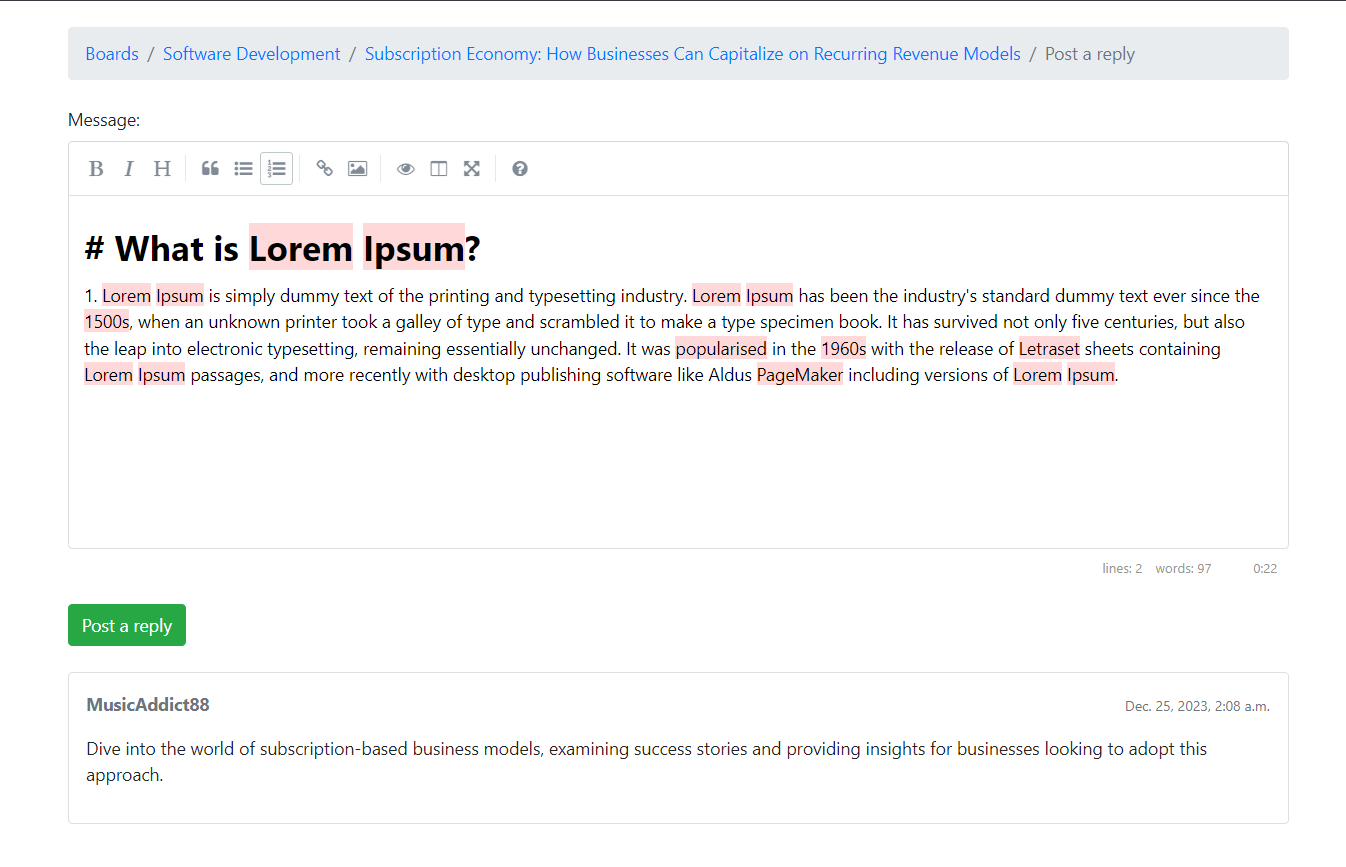 Boards / Software Development / Subscription Economy: How Businesses Can Capitalize on Recurring Revenue Models / Post a reply
Message:
B I H
# What is Lorem Ipsum?
1. Lorem Ipsum is simply dummy text of the printing and typesetting industry. Lorem Ipsum has been the industry's standard dummy text ever since the
1500s, when an unknown printer took a galley of type and scrambled it to make a type specimen book. It has survived not only five centuries, but also
the leap into electronic typesetting, remaining essentially unchanged. It was popularised in the 1960s with the release of Letraset sheets containing
Lorem Ipsum passages, and more recently with desktop publishing software like Aldus PageMaker including versions of Lorem Ipsum.
lines: 2 words: 97 0:22
Post a reply
MusicAddict88 Dec. 25, 2023, 2:08 a.m.
Dive into the world of subscription-based business models, examining success stories and providing insights for businesses looking to adopt this
approach.